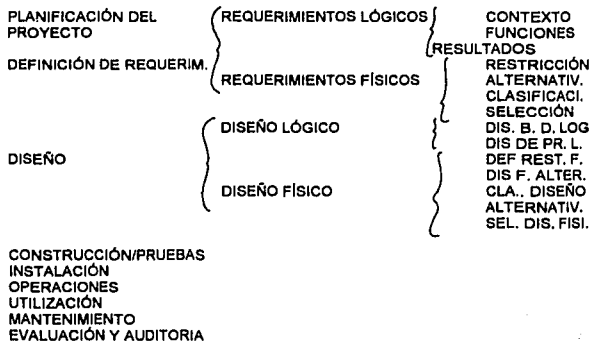 PLANIFICACIÓN DEL
PROYECTO
DEFINICIÓN DE REQUERIM.
REQUERIMIENTOS LÓGICOS
CONTEXTO
FUNCIONES
RESULTADOS
REQUERIMIENTOS FÍSICOS
RESTRICCIÓN
ALTERNATIV.
CLASIFICACI.
SELECCIÓN
DISEÑO
DISEÑO LÓGICO
DIS. B. D. LOG
DIS DE PR. L.
DISEÑO FÍSICO
DEF REST. F.
DIS F. ALTER.
CLA.. DISEÑO
ALTERNATIV.
SEL. DIS. FISI.
CONSTRUCCIÓN/PRUEBAS
INSTALACIÓN
OPERACIONES
UTILIZACIÓN
MANTENIMIENTO
EVALUACIÓN Y AUDITORIA